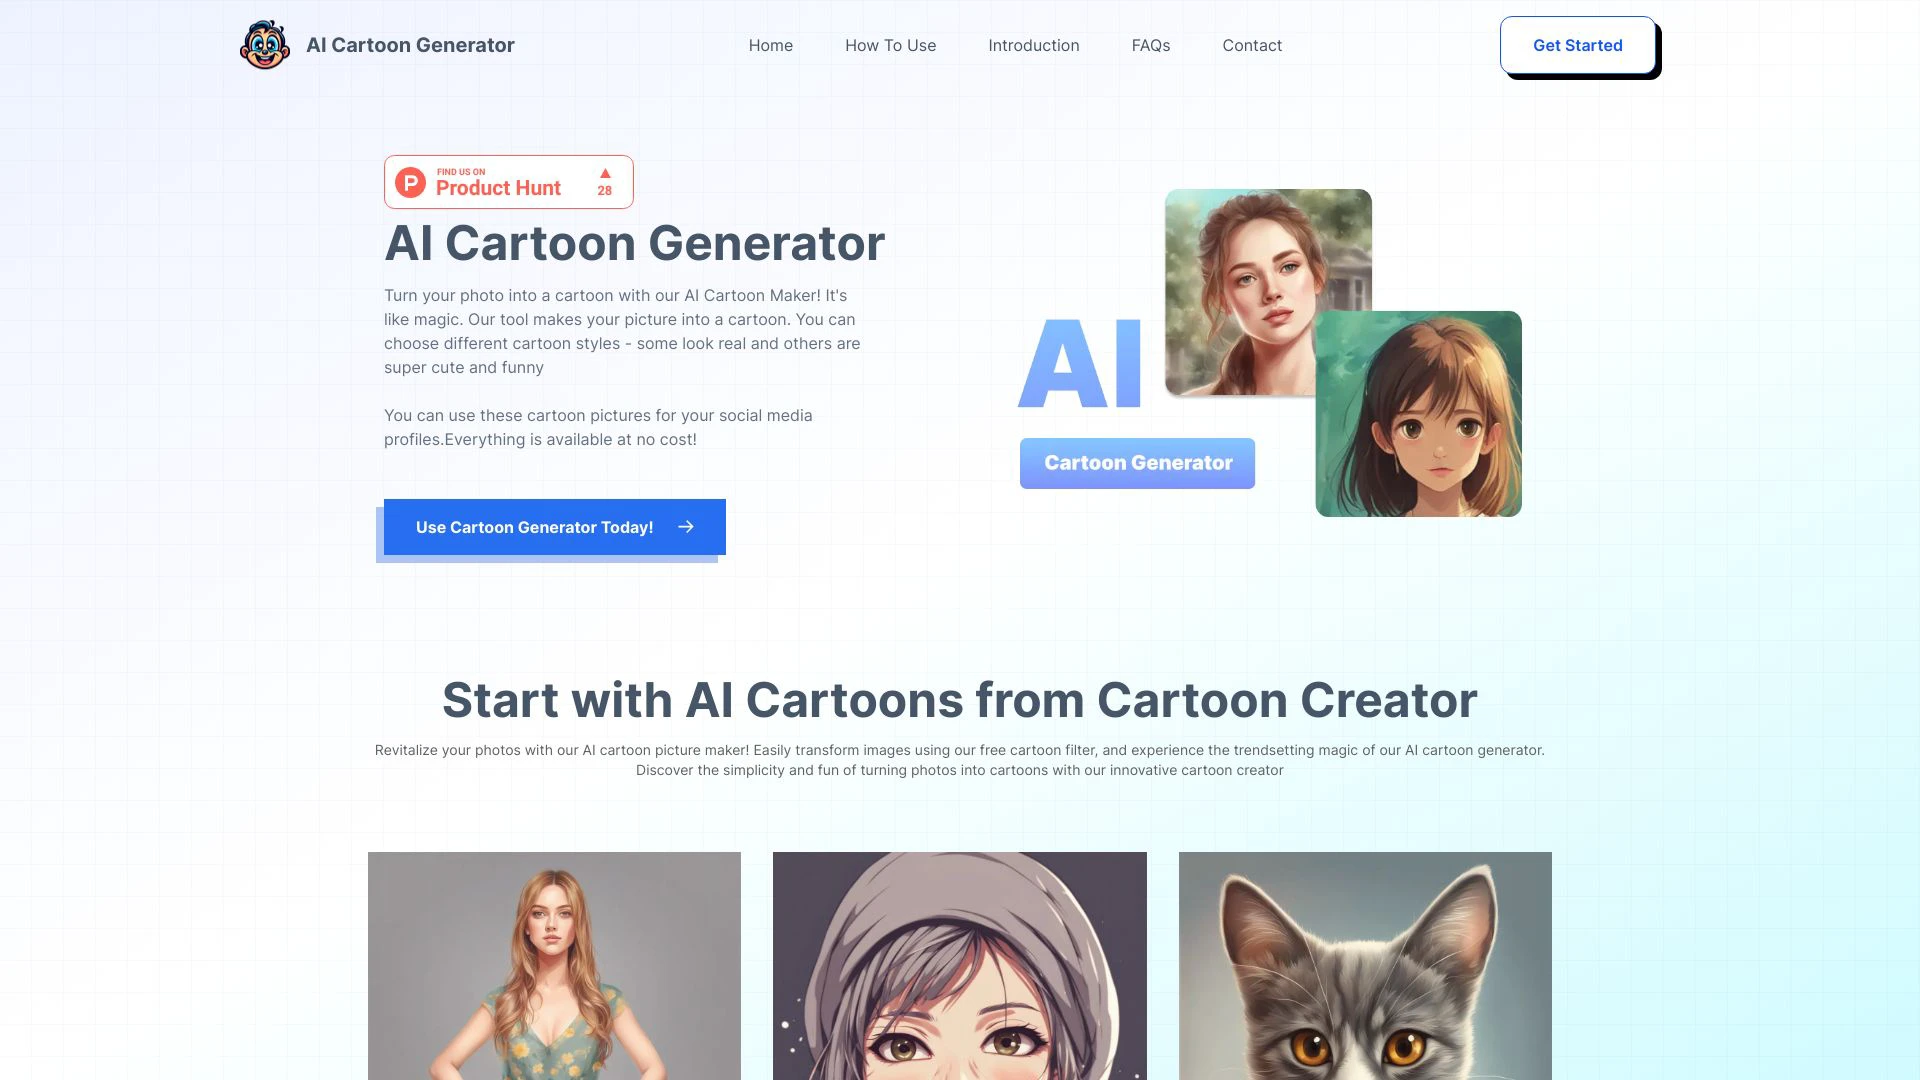 AI Cartoon Generator
Home
How To Use
Introduction
FAQs
Contact
Get Started
FIND US ON
Product Hunt
28
AI Cartoon Generator
Turn your photo into a cartoon with our AI Cartoon Maker! It's
like magic. Our tool makes your picture into a cartoon. You can
choose different cartoon styles - some look real and others are
super cute and funny
You can use these cartoon pictures for your social media
profiles.Everything is available at no cost!
Use Cartoon Generator Today!
AI
Cartoon Generator
Start with AI Cartoons from Cartoon Creator
Revitalize your photos with our AI cartoon picture maker! Easily transform images using our free cartoon filter, and experience the trendsetting magic of our AI cartoon generator.
Discover the simplicity and fun of turning photos into cartoons with our innovative cartoon creator